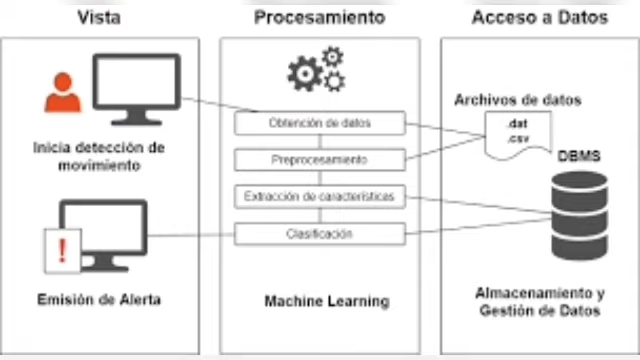 Vista
Procesamiento
Acceso a Datos
Inicia detección de
movimiento
!
Emisión de Alerta
Obtención de datos
Preprocesamiento
Extracción de características
Clasificación
Machine Learning
Archivos de datos
.dat
.csv
DBMS
Almacenamiento y
Gestión de Datos